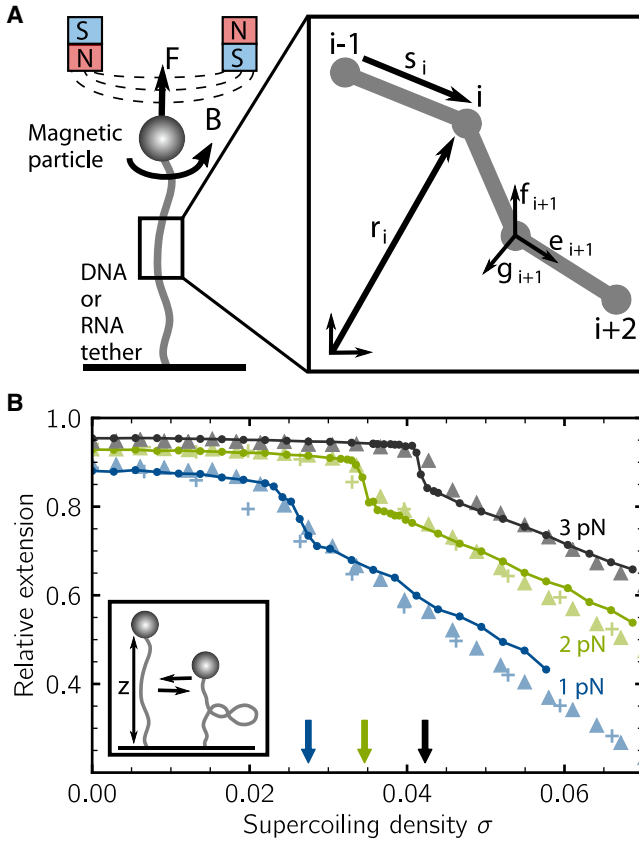 A
S
N
N
S
F
B
Magnetic
particle
DNA
or
RNA
tether
i-1
s i
i
r i
f i+1
e i+1
g i+1
i+2
B
1.0
0.8
0.6
0.4
Relative extension
3 pN
2 pN
1 pN
z
0.00
0.02
0.04
0.06
Supercoiling density σ